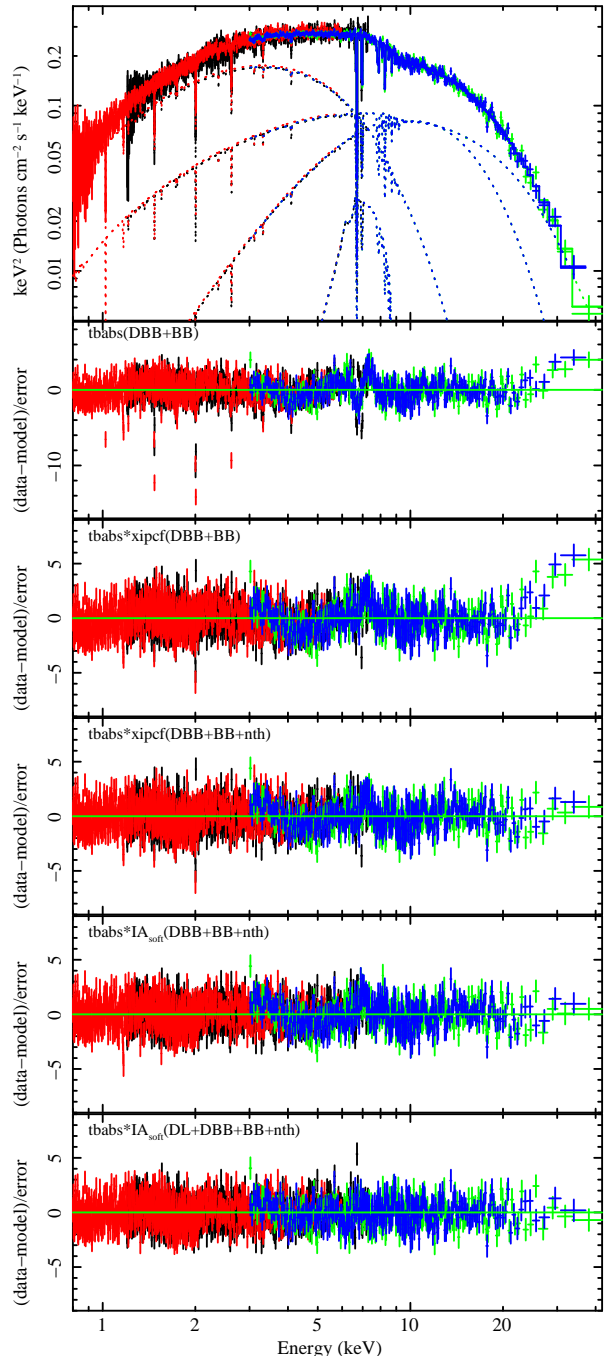 keV² (Photons cm⁻² s⁻¹ keV⁻¹)
0.2
0.1
0.05
0.02
0.01
tbabs(DBB+BB)
(data−model)/error
0
−10
tbabs*xipcf(DBB+BB)
(data−model)/error
5
0
−5
tbabs*xipcf(DBB+BB+nth)
(data−model)/error
5
0
−5
tbabs*IAsoft(DBB+BB+nth)
(data−model)/error
5
0
−5
tbabs*IAsoft(DL+DBB+BB+nth)
(data−model)/error
5
0
−5
1 2 5 10 20
Energy (keV)